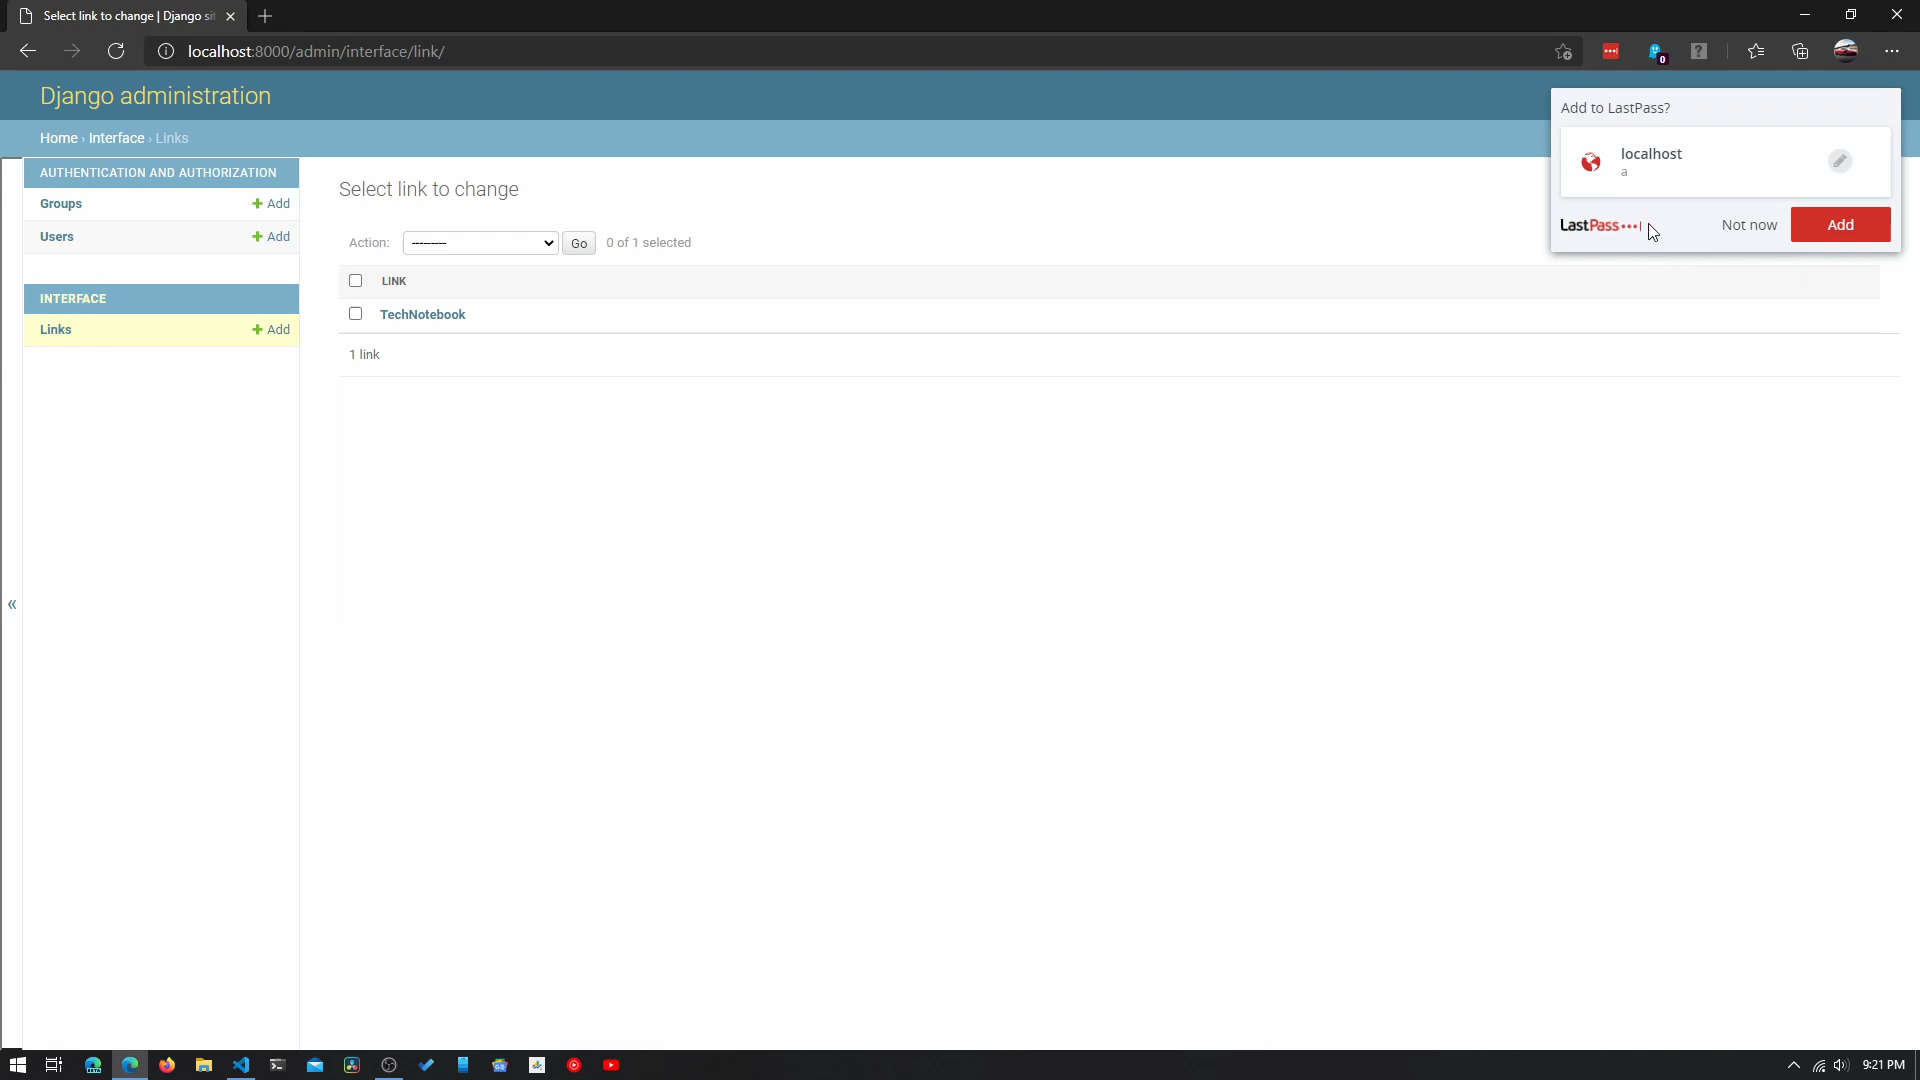 Select link to change | Django sit
localhost:8000/admin/interface/link/
0
Django administration
Home › Interface › Links
Add to LastPass?
localhost
a
LastPass
Not now
Add
AUTHENTICATION AND AUTHORIZATION
Groups
Add
Users
Add
INTERFACE
Links
Add
«
Select link to change
Action:
---------
Go
0 of 1 selected
LINK
TechNotebook
1 link
9:21 PM